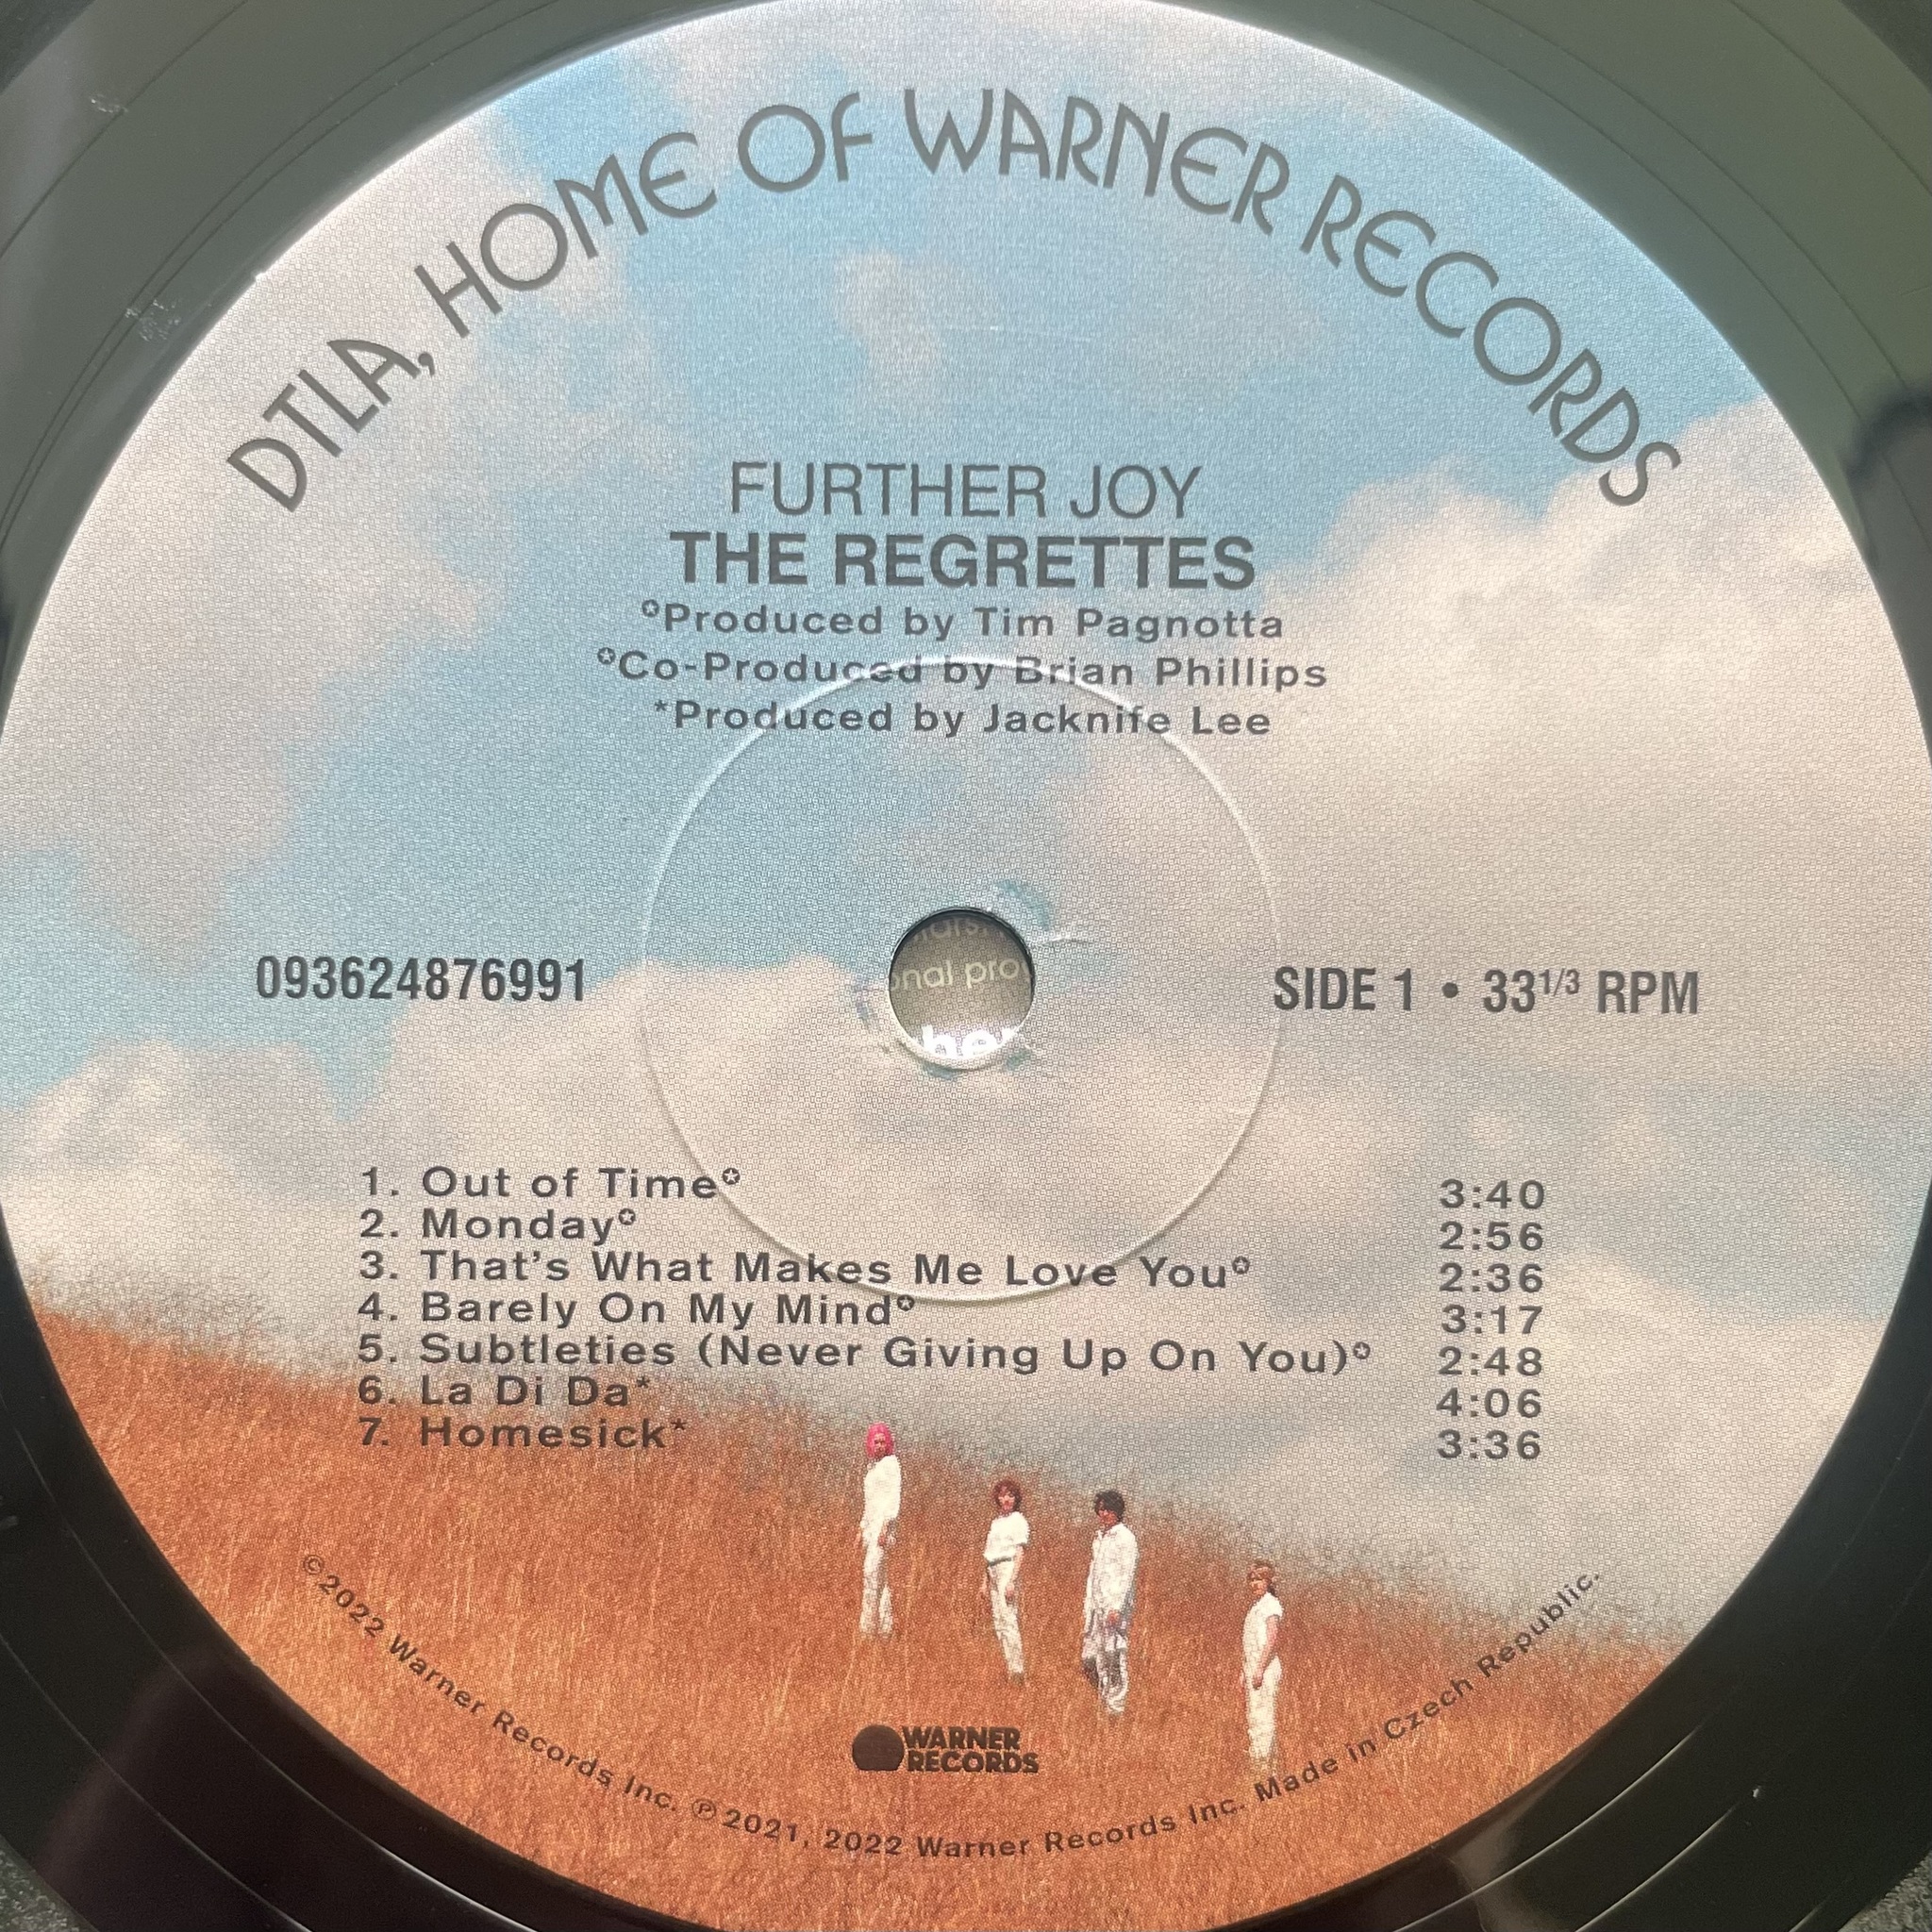 DTLA, HOME OF WARNER RECORDS
FURTHER JOY
THE REGRETTES
✪Produced by Tim Pagnotta
✪Co-Produced by Brian Phillips
*Produced by Jacknife Lee
093624876991
SIDE 1 • 33 1/3 RPM
1. Out of Time✪ 3:40
2. Monday✪ 2:56
3. That's What Makes Me Love You✪ 2:36
4. Barely On My Mind✪ 3:17
5. Subtleties (Never Giving Up On You)✪ 2:48
6. La Di Da* 4:06
7. Homesick* 3:36
WARNER
RECORDS
©2022 Warner Records Inc. ℗2021, 2022 Warner Records Inc. Made in Czech Republic.